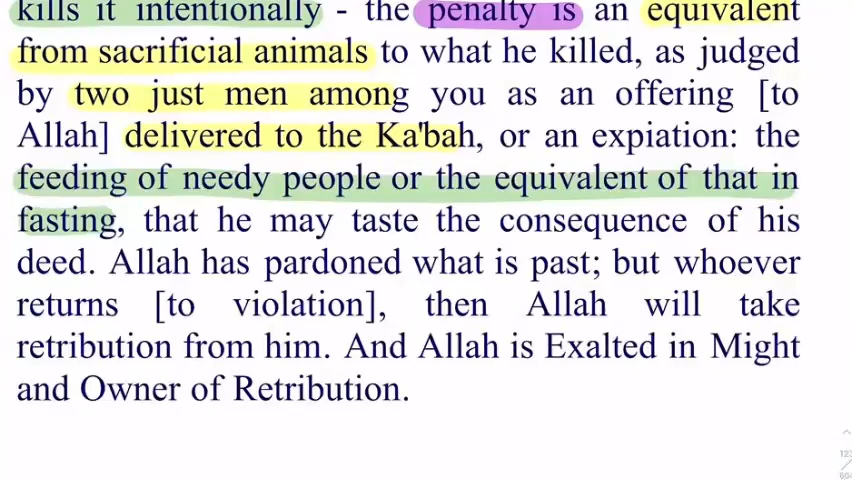 kills it intentionally - the penalty is an equivalent
from sacrificial animals to what he killed, as judged
by two just men among you as an offering [to
Allah] delivered to the Ka'bah, or an expiation: the
feeding of needy people or the equivalent of that in
fasting, that he may taste the consequence of his
deed. Allah has pardoned what is past; but whoever
returns [to violation], then Allah will take
retribution from him. And Allah is Exalted in Might
and Owner of Retribution.